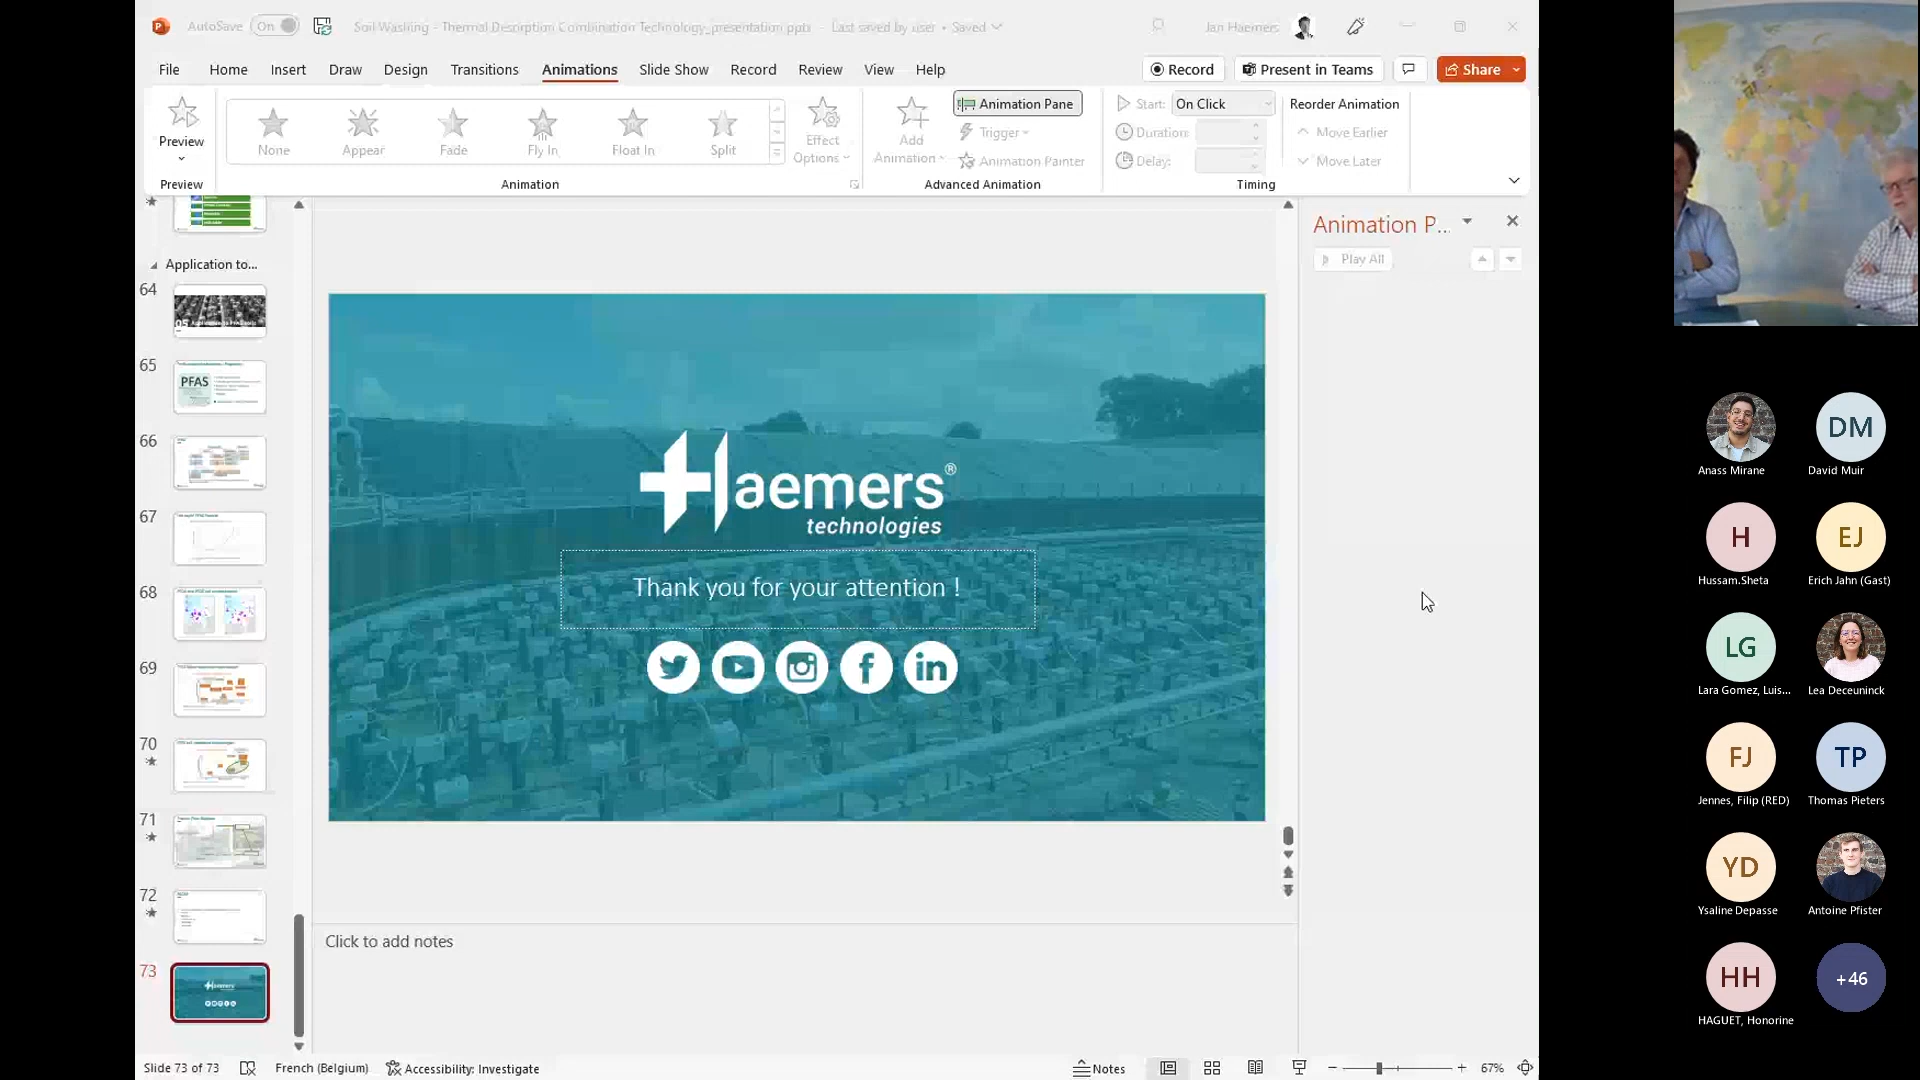 AutoSave On Soil Washing - Thermal Desorption Combination Technology_presentation.pptx - Last saved by user • Saved Jan Haemers
File Home Insert Draw Design Transitions Animations Slide Show Record Review View Help Record Present in Teams Share
Preview
None Appear Fade Fly In Float In Split
Effect Options
Add Animation
Animation Pane
Trigger
Animation Painter
Start: On Click
Duration:
Delay:
Reorder Animation
Move Earlier
Move Later
Preview Animation Advanced Animation Timing
Application to...
64
65
PFAS
66
67
68
69
70
71
72
73
Haemers®
technologies
Thank you for your attention !
Animation P...
Play All
Click to add notes
Slide 73 of 73 French (Belgium) Accessibility: Investigate Notes 67%
Anass Mirane
DM
David Muir
H
Hussam.Sheta
EJ
Erich Jahn (Gast)
LG
Lara Gomez, Luis...
Lea Deceuninck
FJ
Jennes, Filip (RED)
TP
Thomas Pieters
YD
Ysaline Depasse
Antoine Pfister
HH
HAGUET, Honorine
+46